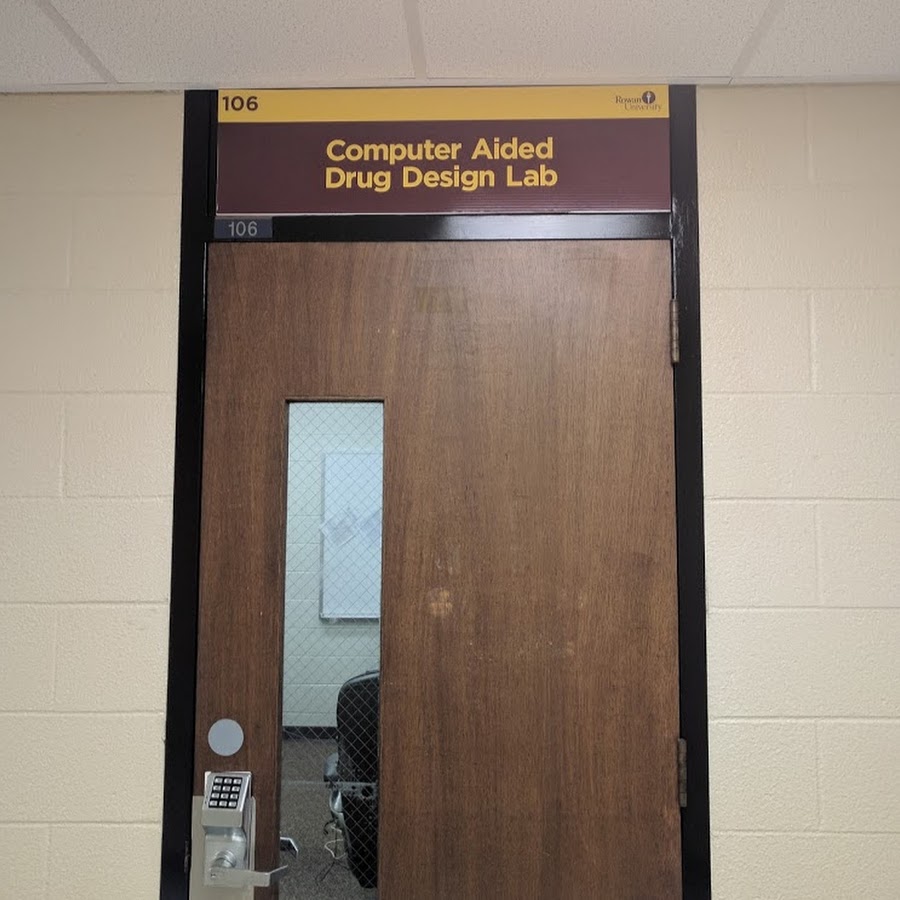 106
Rowan
University
Computer Aided
Drug Design Lab
106